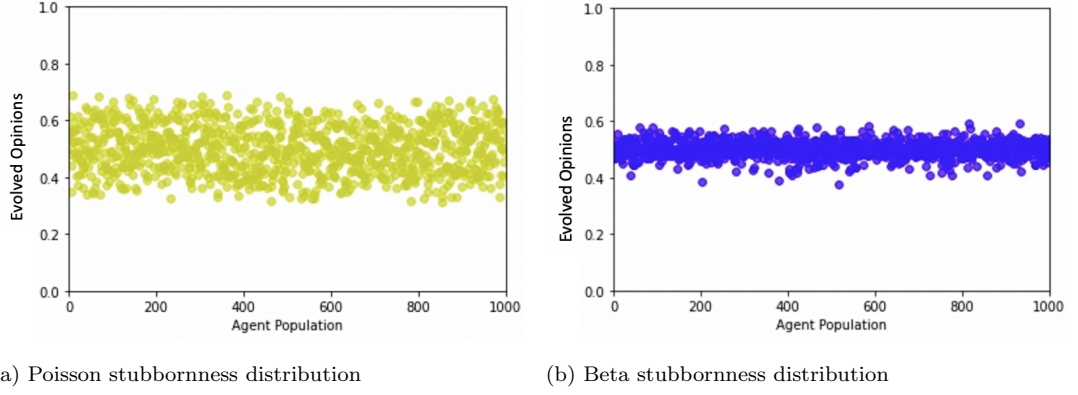 1.0
0.8
0.6
0.4
0.2
0.0
Evolved Opinions
0 200 400 600 800 1000
Agent Population
a) Poisson stubbornness distribution
1.0
0.8
0.6
0.4
0.2
0.0
Evolved Opinions
0 200 400 600 800 1000
Agent Population
(b) Beta stubbornness distribution